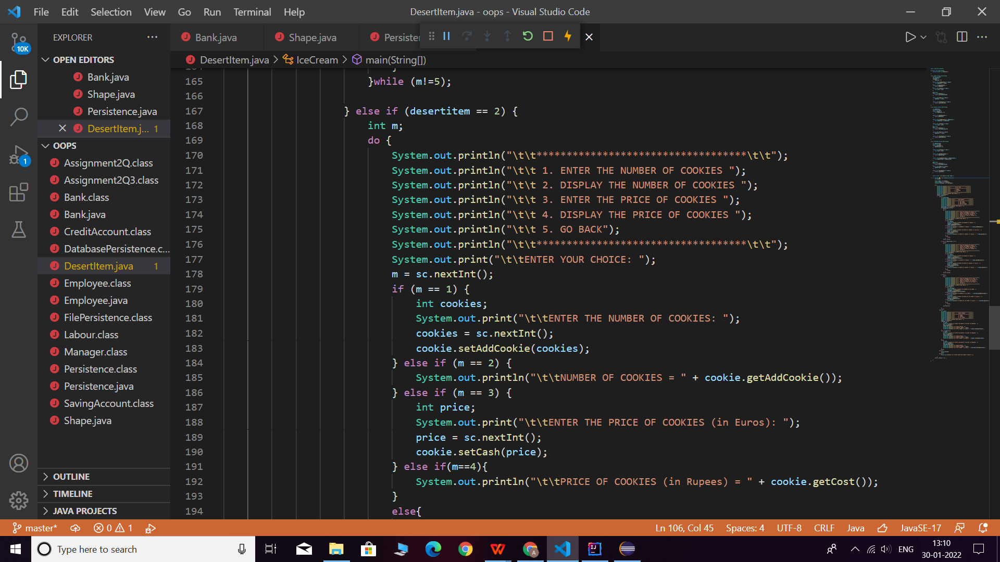 File Edit Selection View Go Run Terminal Help
DesertItem.java - oops - Visual Studio Code
10K
1
EXPLORER
OPEN EDITORS
Bank.java
Shape.java
Persistence.java
DesertItem.j... 1
OOPS
Assignment2Q.class
Assignment2Q3.class
Bank.class
Bank.java
CreditAccount.class
DatabasePersistence.c...
DesertItem.java 1
Employee.class
Employee.java
FilePersistence.class
Labour.class
Manager.class
Persistence.class
Persistence.java
SavingAccount.class
Shape.java
OUTLINE
TIMELINE
JAVA PROJECTS
Bank.java Shape.java Persister
DesertItem.java > IceCream > main(String[])
165 }while (m!=5);
166
167 } else if (desertitem == 2) {
168 int m;
169 do {
170 System.out.println("\t\t***********************************\t\t");
171 System.out.println("\t\t 1. ENTER THE NUMBER OF COOKIES ");
172 System.out.println("\t\t 2. DISPLAY THE NUMBER OF COOKIES ");
173 System.out.println("\t\t 3. ENTER THE PRICE OF COOKIES ");
174 System.out.println("\t\t 4. DISPLAY THE PRICE OF COOKIES ");
175 System.out.println("\t\t 5. GO BACK");
176 System.out.println("\t\t***********************************\t\t");
177 System.out.print("\t\tENTER YOUR CHOICE: ");
178 m = sc.nextInt();
179 if (m == 1) {
180 int cookies;
181 System.out.print("\t\tENTER THE NUMBER OF COOKIES: ");
182 cookies = sc.nextInt();
183 cookie.setAddCookie(cookies);
184 } else if (m == 2) {
185 System.out.println("\t\tNUMBER OF COOKIES = " + cookie.getAddCookie());
186 } else if (m == 3) {
187 int price;
188 System.out.print("\t\tENTER THE PRICE OF COOKIES (in Euros): ");
189 price = sc.nextInt();
190 cookie.setCash(price);
191 } else if(m==4){
192 System.out.println("\t\tPRICE OF COOKIES (in Rupees) = " + cookie.getCost());
193 }
194 else{
master* 0 1 Ln 106, Col 45 Spaces: 4 UTF-8 CRLF Java JavaSE-17
Type here to search
ENG
13:10
30-01-2022